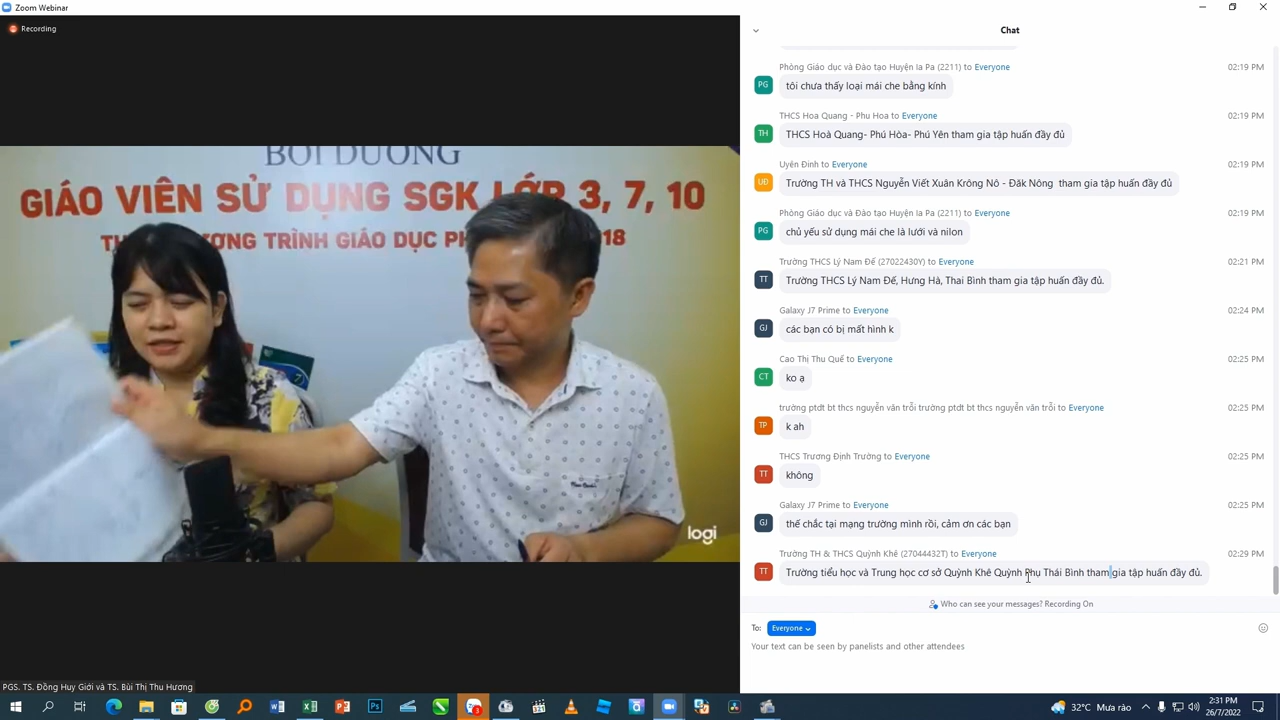 Zoom Webinar
Recording
BỒI DƯỠNG
GIÁO VIÊN SỬ DỤNG SGK LỚP 3, 7, 10
7
logi
PGS. TS. Đồng Huy Giới và TS. Bùi Thị Thu Hương
Chat
Phòng Giáo dục và Đào tạo Huyện Ia Pa (2211) to Everyone 02:19 PM
PG tôi chưa thấy loại mái che bằng kính
THCS Hoa Quang - Phu Hoa to Everyone 02:19 PM
TH THCS Hoà Quang- Phú Hòa- Phú Yên tham gia tập huấn đầy đủ
Uyên Đinh to Everyone 02:19 PM
UĐ Trường TH và THCS Nguyễn Viết Xuân Krông Nô - Đăk Nông tham gia tập huấn đầy đủ
Phòng Giáo dục và Đào tạo Huyện Ia Pa (2211) to Everyone 02:19 PM
PG chủ yếu sử dụng mái che là lưới và nilon
Trường THCS Lý Nam Đế (27022430Y) to Everyone 02:21 PM
TT Trường THCS Lý Nam Đế, Hưng Hà, Thai Bình tham gia tập huấn đầy đủ.
Galaxy J7 Prime to Everyone 02:24 PM
GJ các bạn có bị mất hình k
Cao Thị Thu Quế to Everyone 02:25 PM
CT ko ạ
trường ptdt bt thcs nguyễn văn trỗi trường ptdt bt thcs nguyễn văn trỗi to Everyone 02:25 PM
TP k ah
THCS Trương Định Trường to Everyone 02:25 PM
TT không
Galaxy J7 Prime to Everyone 02:25 PM
GJ thế chắc tại mạng trường mình rồi, cảm ơn các bạn
Trường TH & THCS Quỳnh Khê (27044432T) to Everyone 02:29 PM
TT Trường tiểu học và Trung học cơ sở Quỳnh Khê Quỳnh Phụ Thái Bình tham gia tập huấn đầy đủ.
Who can see your messages? Recording On
To: Everyone
Your text can be seen by panelists and other attendees
32°C Mưa rào
2:31 PM
26/7/2022